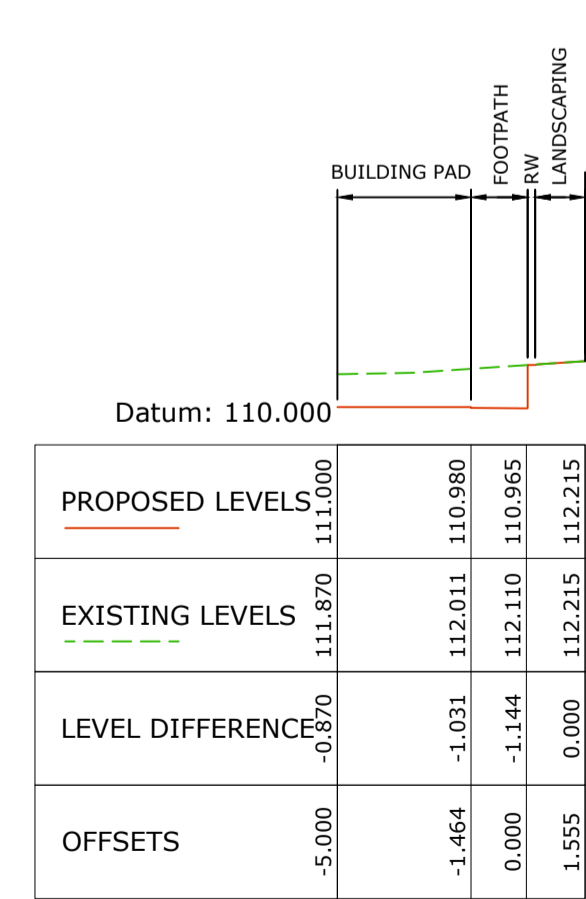 BUILDING PAD
FOOTPATH
RW
LANDSCAPING
Datum: 110.000
PROPOSED LEVELS 111.000 110.980 110.965 112.215
EXISTING LEVELS 111.870 112.011 112.110 112.215
LEVEL DIFFERENCE -0.870 -1.031 -1.144 0.000
OFFSETS -5.000 -1.464 0.000 1.555